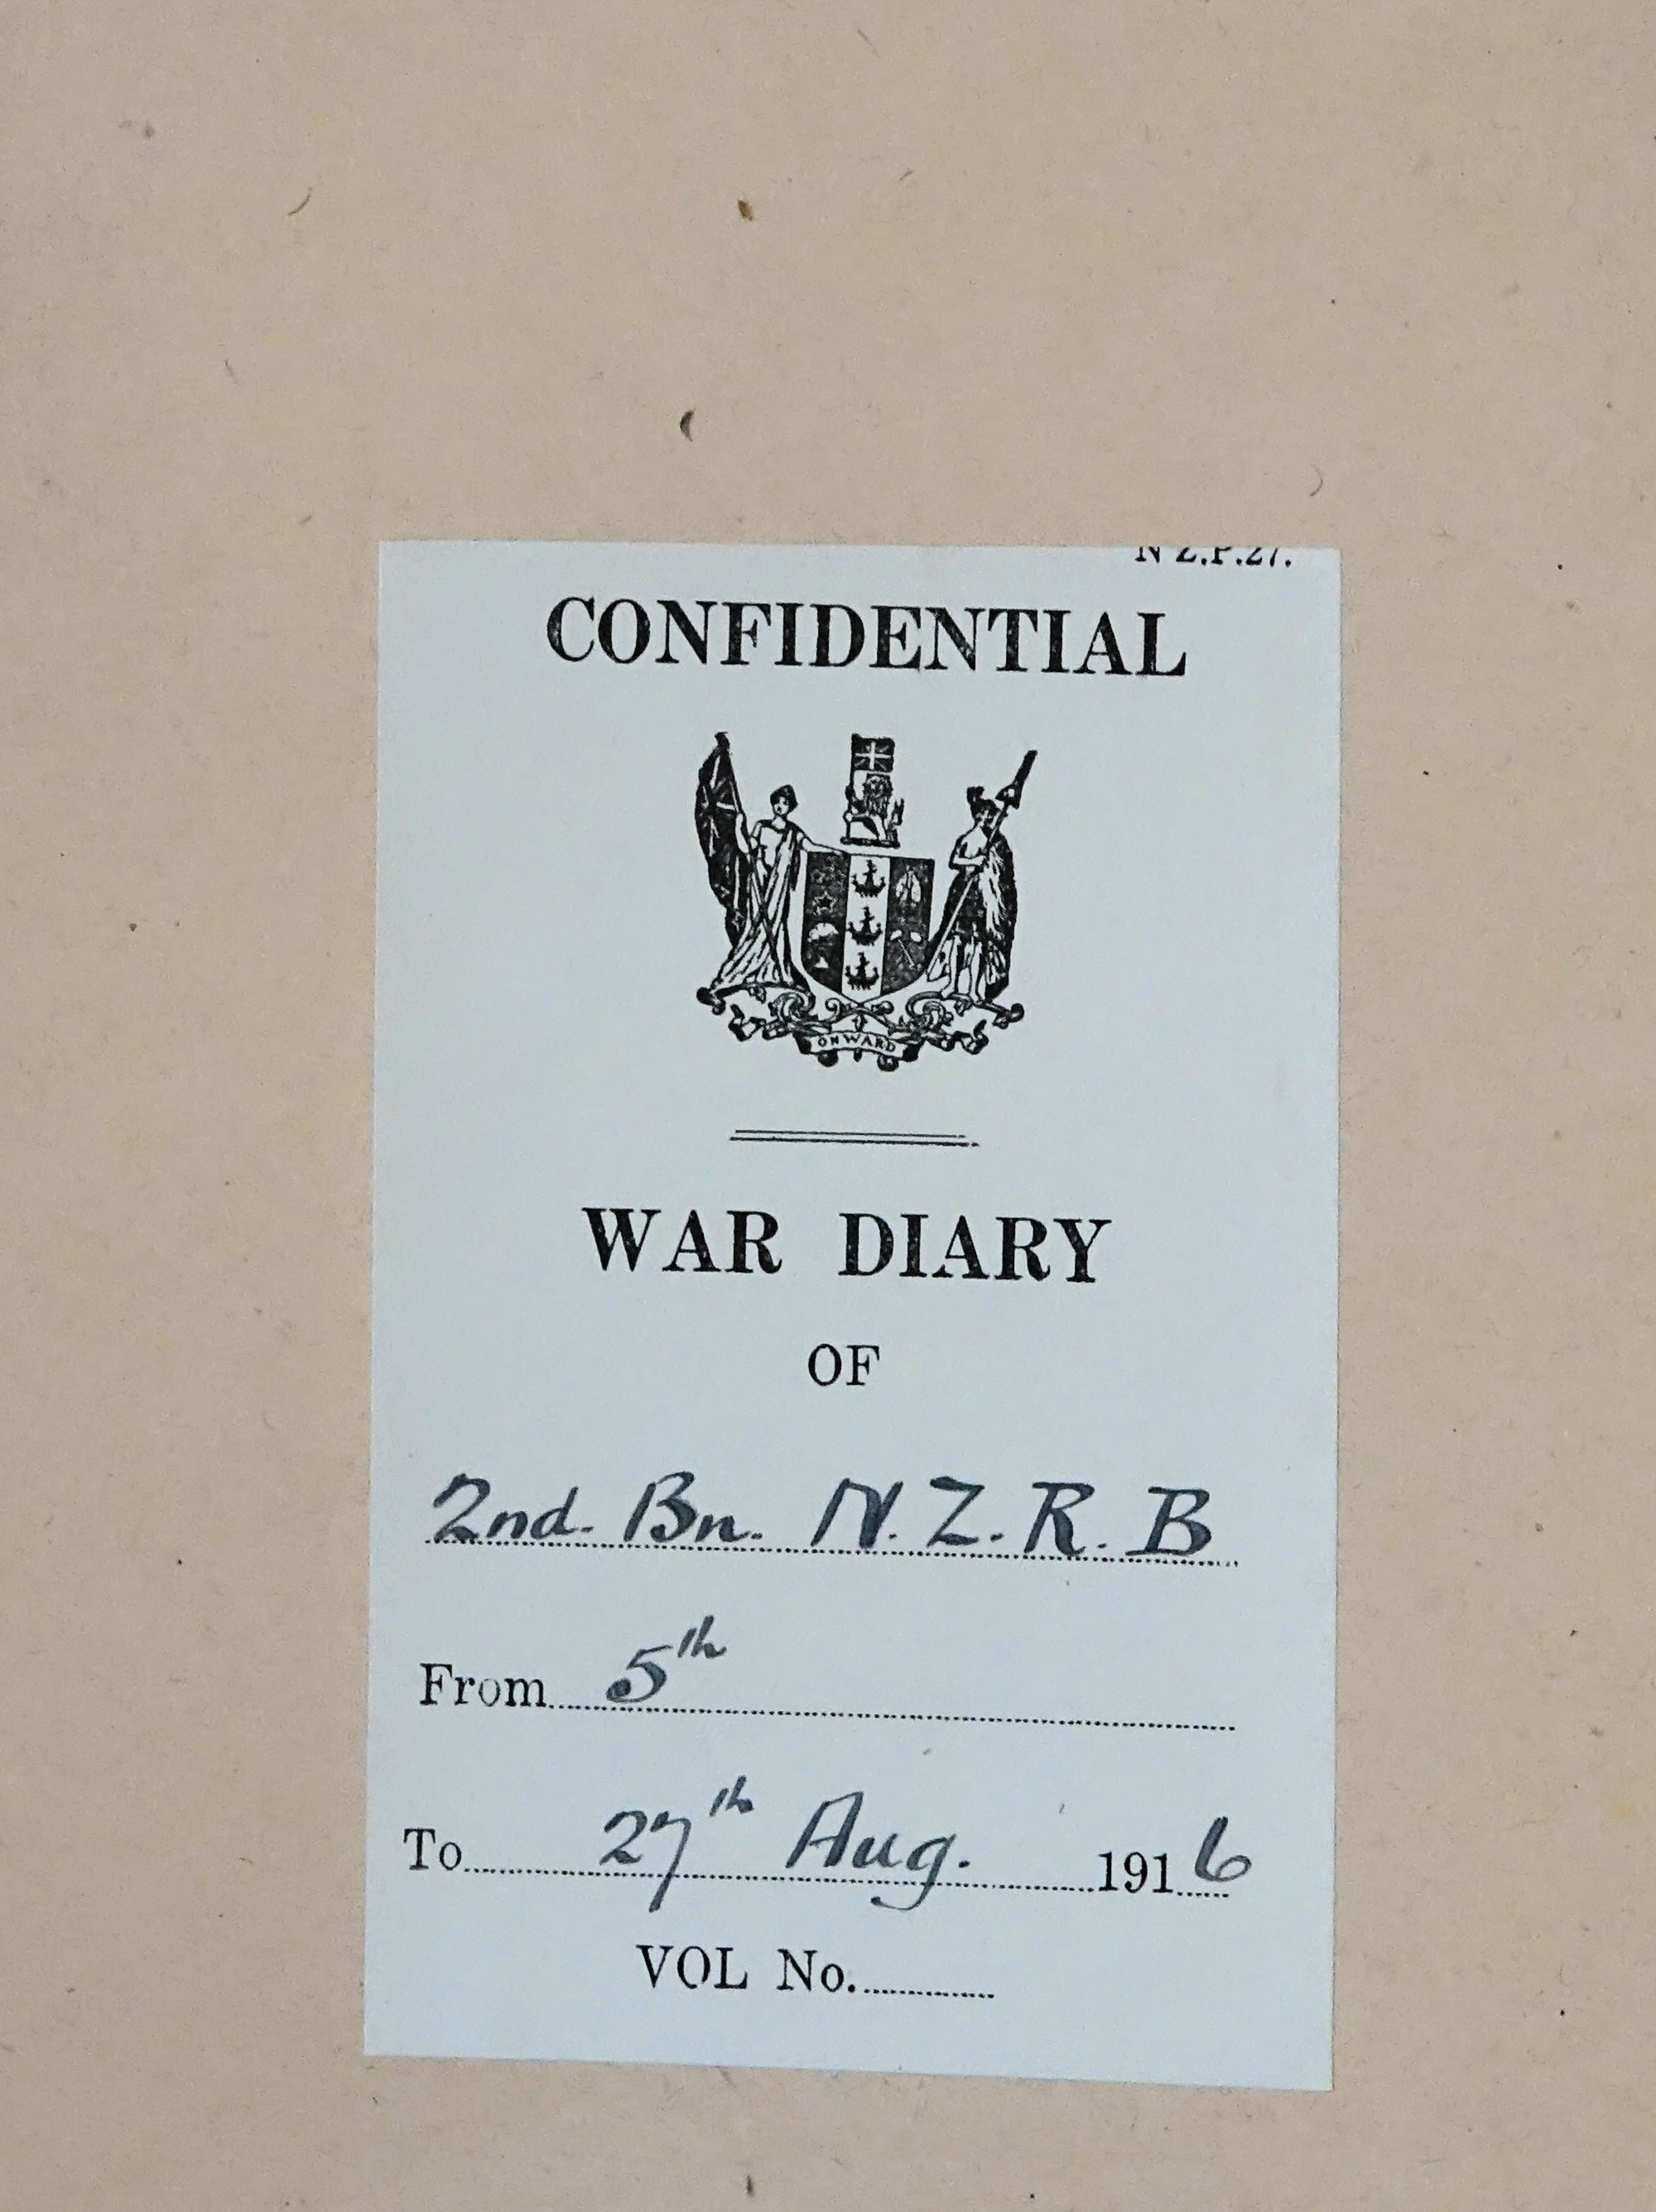 N Z.P.27.
CONFIDENTIAL
ONWARD
WAR DIARY
OF
2nd. Bn. N. Z. R. B
From 5th
To 27th Aug. 1916
VOL No.